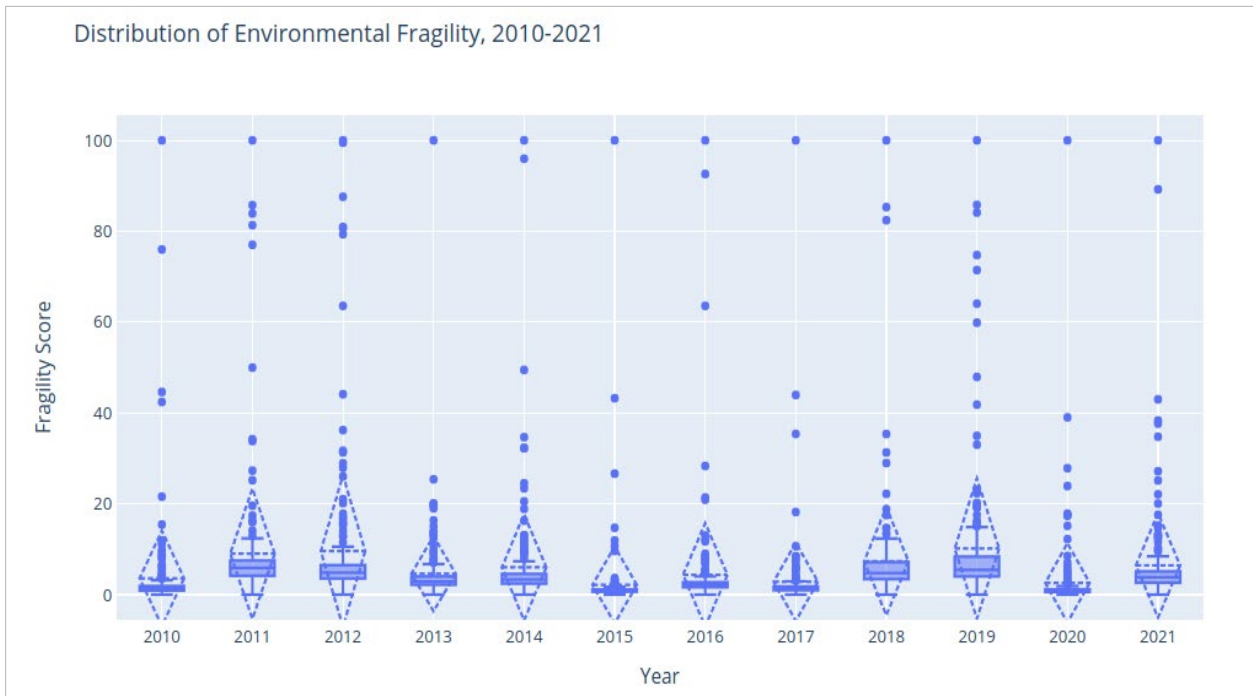 Distribution of Environmental Fragility, 2010-2021
100
80
60
40
20
0
Fragility Score
2010 2011 2012 2013 2014 2015 2016 2017 2018 2019 2020 2021
Year